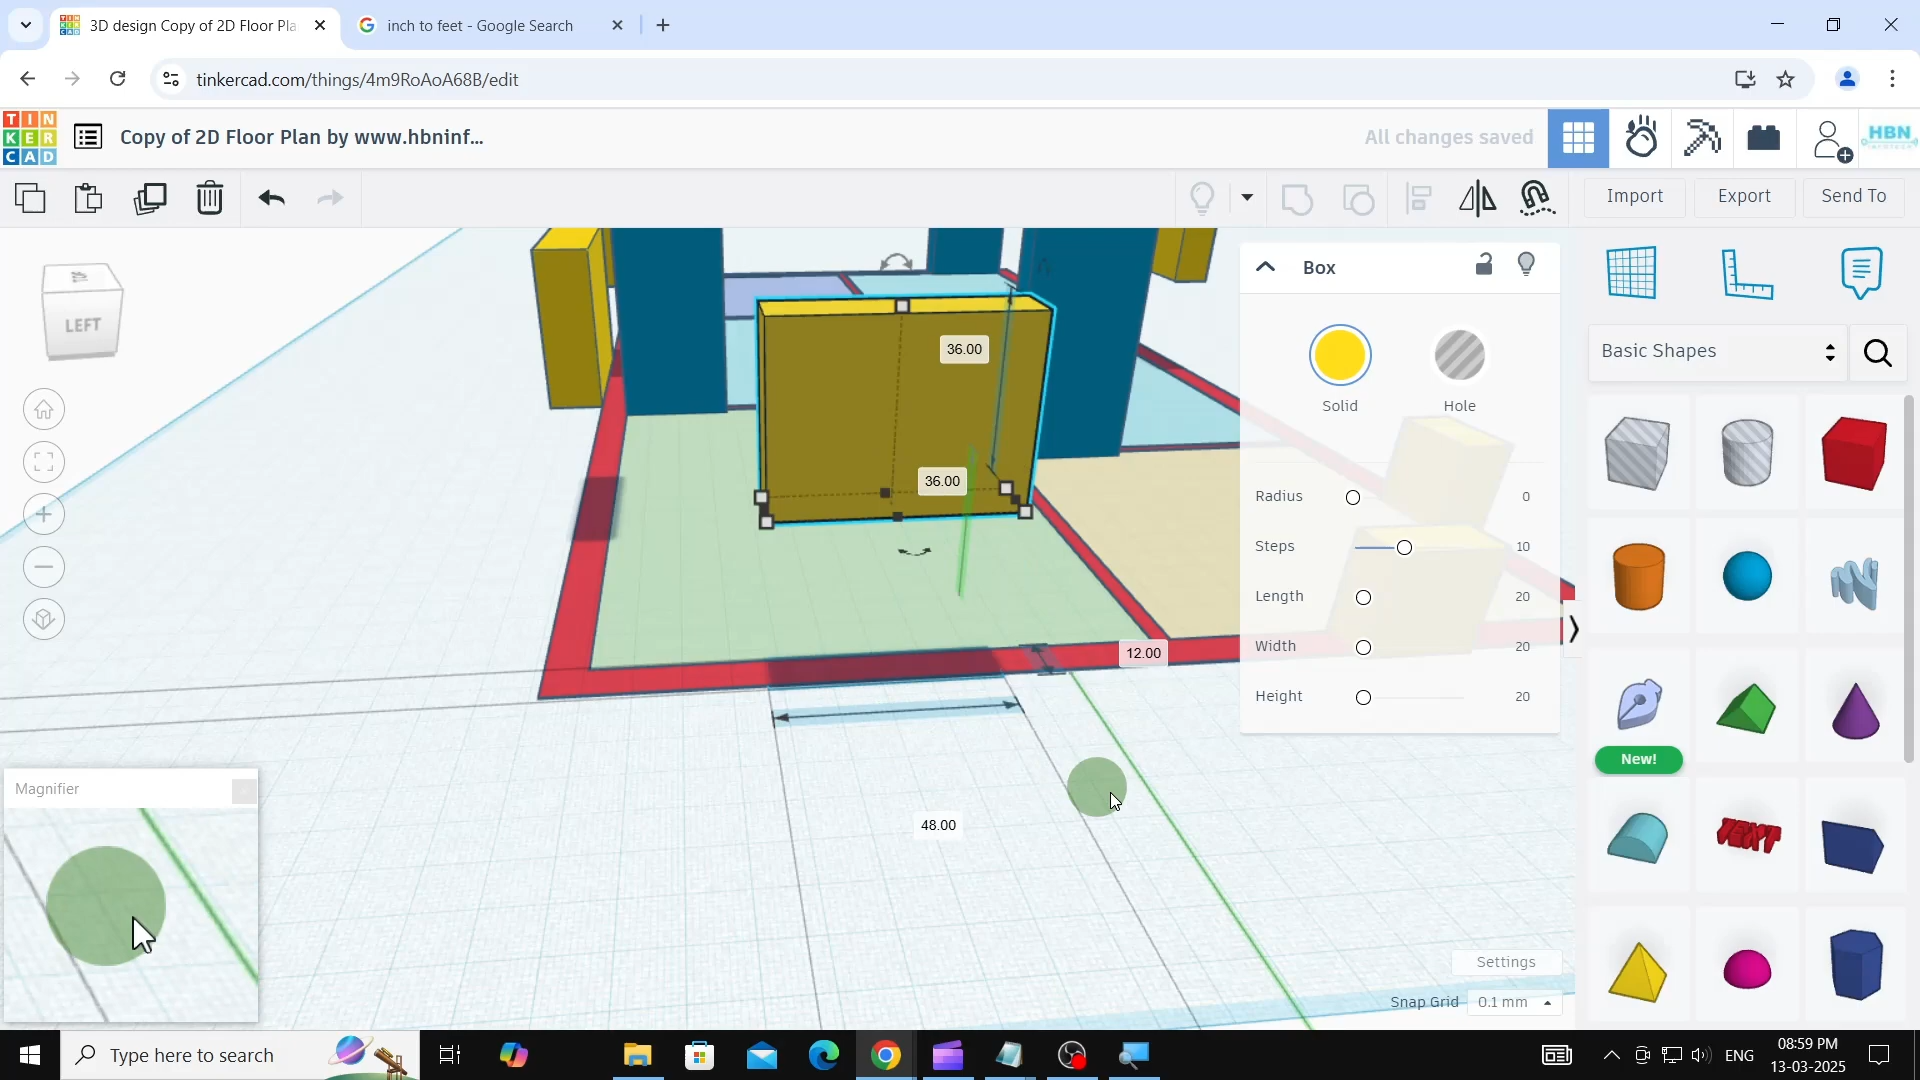 3D design Copy of 2D Floor Pla
inch to feet - Google Search
tinkercad.com/things/4m9RoAoA68B/edit
TIN
KER
CAD
Copy of 2D Floor Plan by www.hbninf...
All changes saved
HBN
Import
Export
Send To
LEFT
36.00
36.00
12.00
48.00
Box
Solid
Hole
Radius
0
Steps
10
Length
20
Width
20
Height
20
Basic Shapes
New!
TEXT
Magnifier
Settings
Snap Grid
0.1 mm
Type here to search
ENG
08:59 PM
13-03-2025